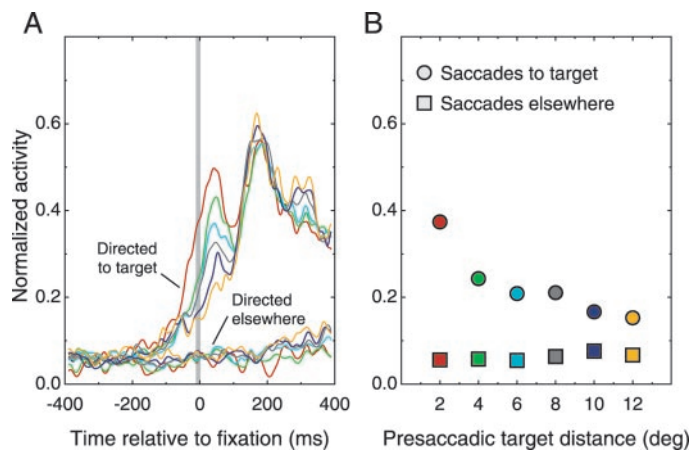 A
B
Saccades to target
Saccades elsewhere
Normalized activity
0.6
0.4
0.2
0.0
Directed
to target
Directed
elsewhere
-400
-200
0
200
400
Time relative to fixation (ms)
0.6
0.4
0.2
0.0
2
4
6
8
10
12
Presaccadic target distance (deg)